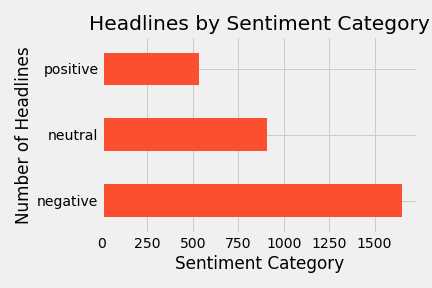 Headlines by Sentiment Category
Number of Headlines
positive
neutral
negative
0 250 500 750 1000 1250 1500
Sentiment Category